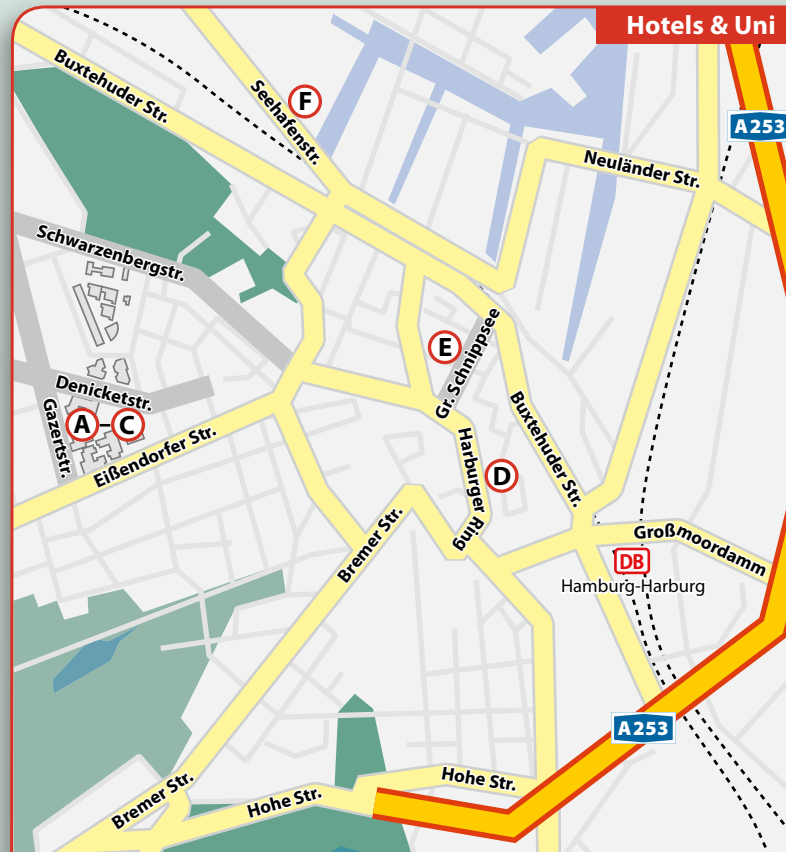 Hotels & Uni
Buxtehuder Str.
Seehafenstr.
F
A253
Neuländer Str.
Schwarzenbergstr.
E
Gr. Schnippsee
Denicketstr.
Gazertstr.
A – C
Eißendorfer Str.
Buxtehuder Str.
Harburger Ring
D
Bremer Str.
Großmoordamm
DB
Hamburg-Harburg
A253
Bremer Str.
Hohe Str.
Hohe Str.